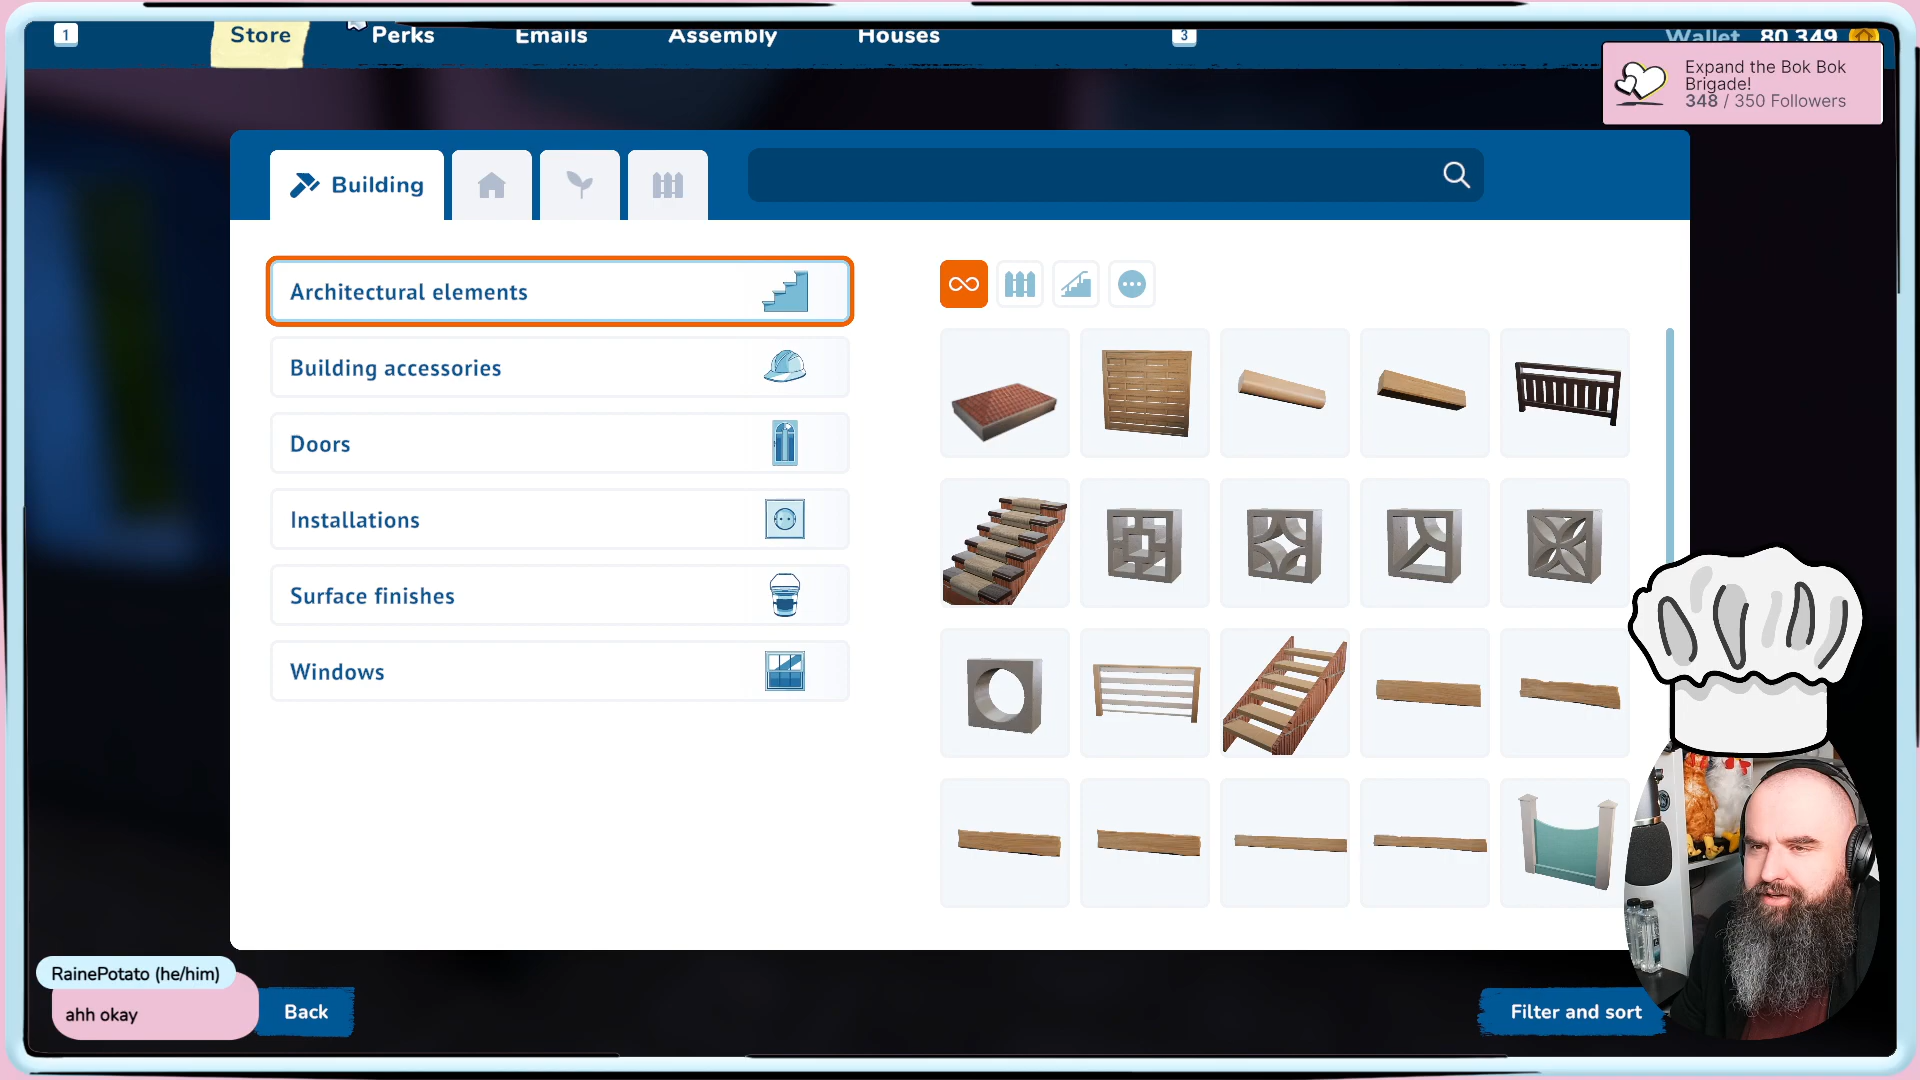 1
Store
Perks
Emails
Assembly
Houses
3
Wallet 80 349
Expand the Bok Bok
Brigade!
348 / 350 Followers
Building
Architectural elements
Building accessories
Doors
Installations
Surface finishes
Windows
RainePotato (he/him)
ahh okay
Back
Filter and sort